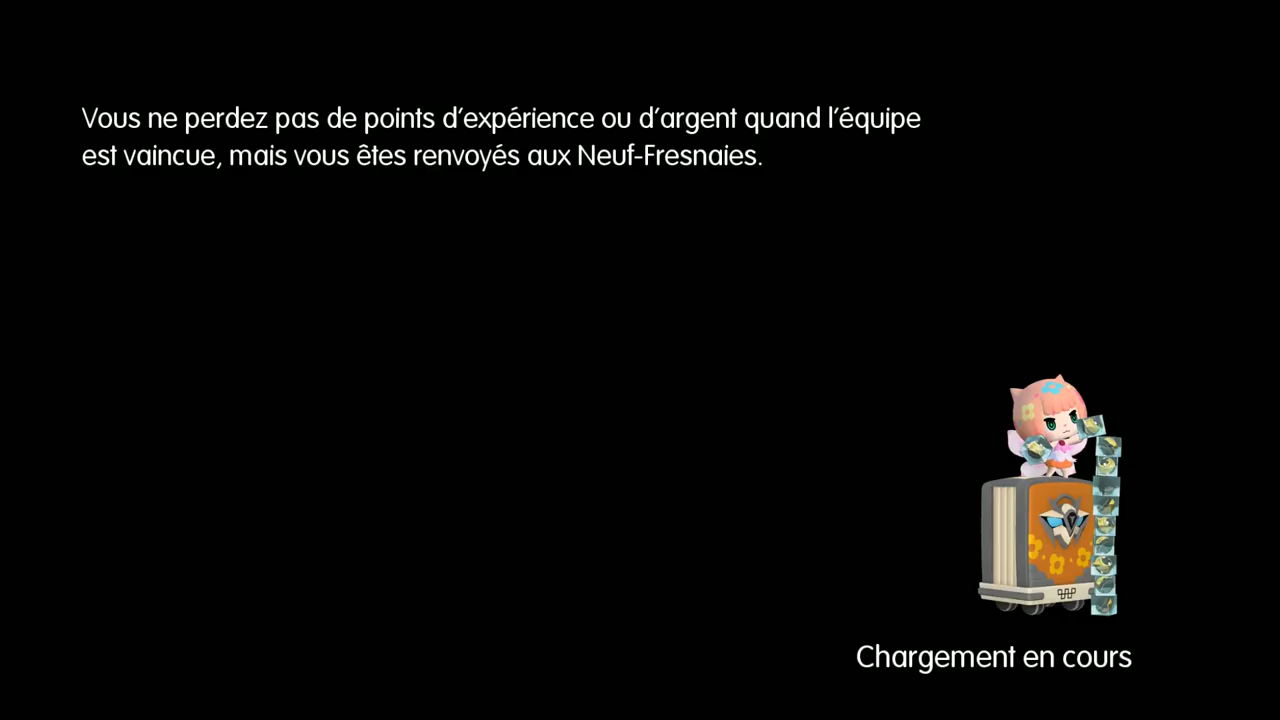 Vous ne perdez pas de points d’expérience ou d’argent quand l’équipe
est vaincue, mais vous êtes renvoyés aux Neuf-Fresnaies.
Chargement en cours